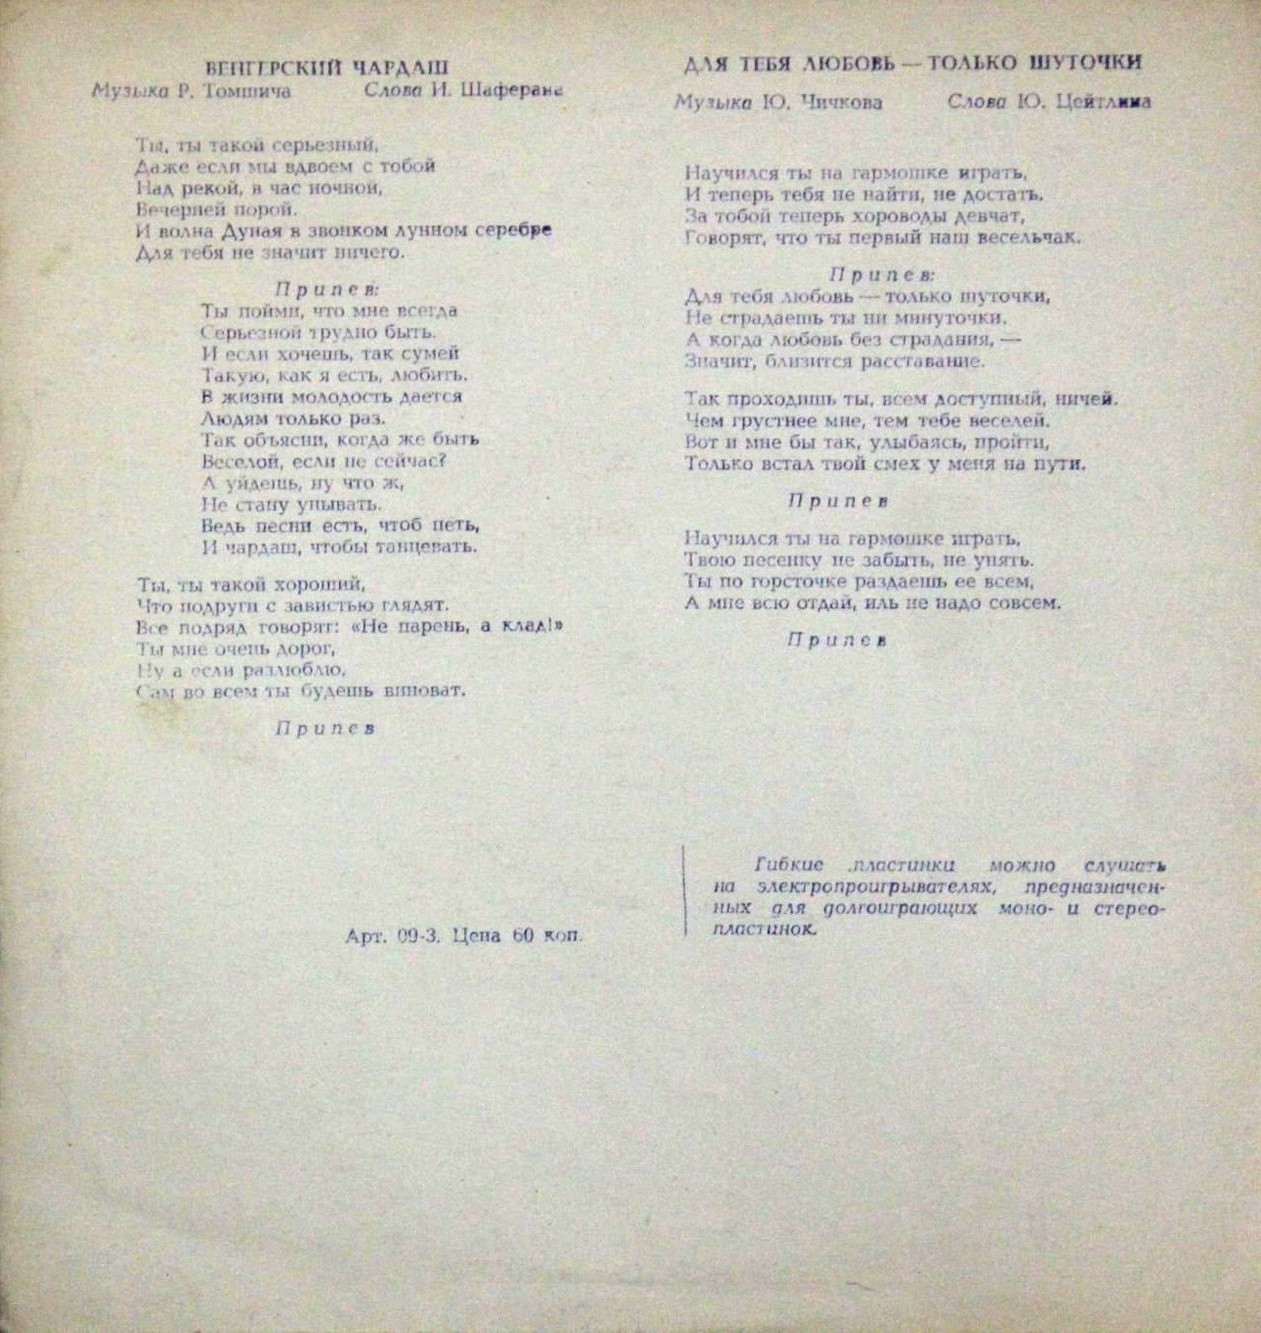 ВЕНГЕРСКИЙ ЧАРДАШ
Музыка Р. Томшича Слова И. Шаферана
Ты, ты такой серьезный,
Даже если мы вдвоем с тобой
Над рекой, в час ночной,
Вечерней порой.
И волна Дуная в звонком лунном серебре
Для тебя не значит ничего.
Припев:
Ты пойми, что мне всегда
Серьезной трудно быть.
И если хочешь, так сумей
Такую, как я есть, любить.
В жизни молодость дается
Людям только раз.
Так объясни, когда же быть
Веселой, если не сейчас?
А уйдешь, ну что ж,
Не стану унывать.
Ведь песни есть, чтоб петь,
И чардаш, чтобы танцевать.
Ты, ты такой хороший,
Что подруги с завистью глядят.
Все подряд говорят: «Не парень, а клад!»
Ты мне очень дорог,
Ну а если разлюблю,
Сам во всем ты будешь виноват.
Припев
Арт. 09-3. Цена 60 коп.
ДЛЯ ТЕБЯ ЛЮБОВЬ — ТОЛЬКО ШУТОЧКИ
Музыка Ю. Чичкова Слова Ю. Цейтлина
Научился ты на гармошке играть,
И теперь тебя не найти, не достать.
За тобой теперь хороводы девчат,
Говорят, что ты первый наш весельчак.
Припев:
Для тебя любовь — только шуточки,
Не страдаешь ты ни минуточки.
А когда любовь без страдания, —
Значит, близится расставание.
Так проходишь ты, всем доступный, ничей.
Чем грустнее мне, тем тебе веселей.
Вот и мне бы так, улыбаясь, пройти,
Только встал твой смех у меня на пути.
Припев
Научился ты на гармошке играть,
Твою песенку не забыть, не унять.
Ты по горсточке раздаешь ее всем,
А мне всю отдай, иль не надо совсем.
Припев
Гибкие пластинки можно слушать
на электропроигрывателях, предназначен-
ных для долгоиграющих моно- и стерео-
пластинок.